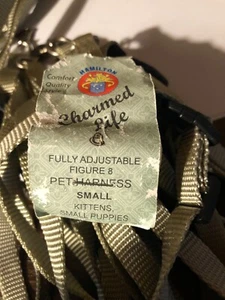 HAMILTON
Comfort
Quality
Charmed
Life
FULLY ADJUSTABLE
FIGURE 8
PET HARNESS
SMALL
KITTENS,
SMALL PUPPIES